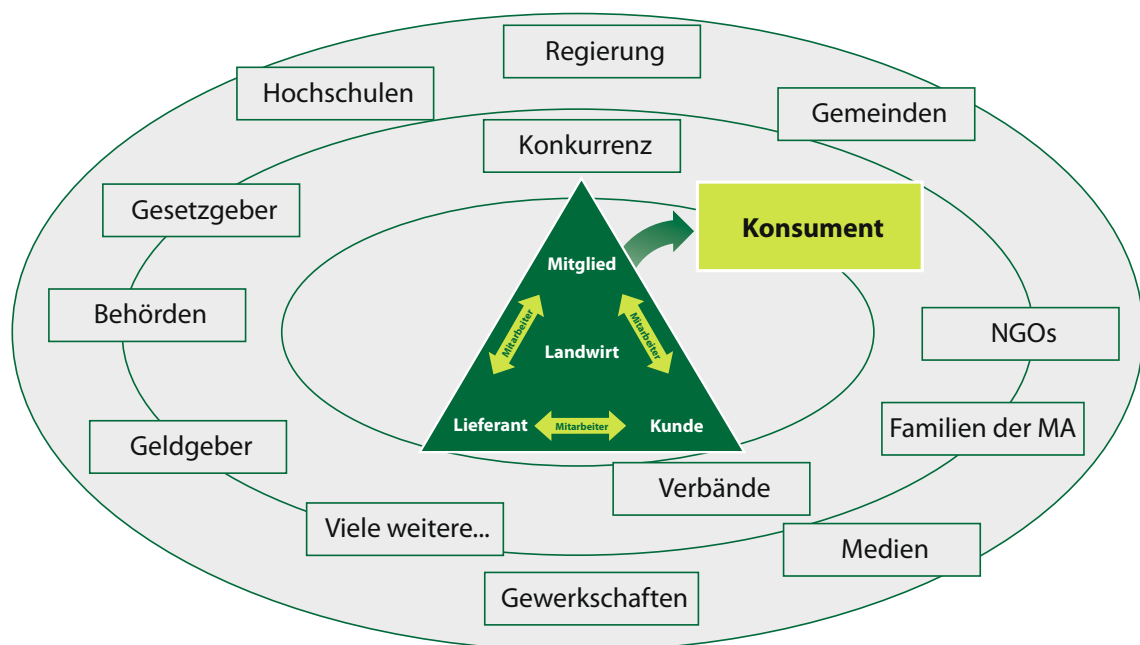 Regierung
Hochschulen
Gemeinden
Konkurrenz
Gesetzgeber
Konsument
Mitglied
Behörden
NGOs
Mitarbeiter
Mitarbeiter
Landwirt
Lieferant
Mitarbeiter
Kunde
Familien der MA
Geldgeber
Verbände
Viele weitere...
Medien
Gewerkschaften